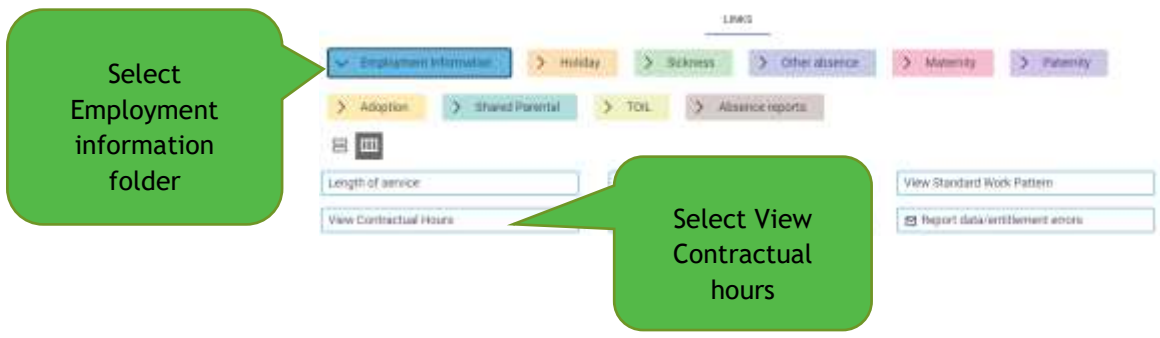 LINKS
Select
Employment
information
folder
Employment Information
Holiday
Sickness
Other absence
Maternity
Paternity
Adoption
Shared Parental
TOIL
Absence reports
Length of service
View Standard Work Pattern
View Contractual Hours
Report data/entitlement errors
Select View
Contractual
hours